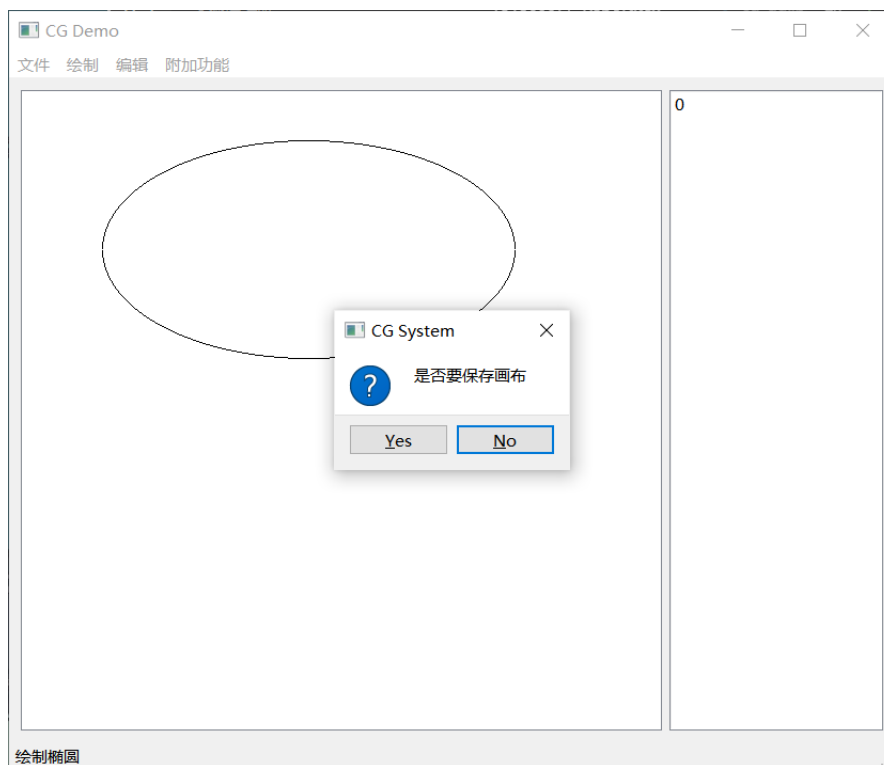 CG Demo
文件 绘制 编辑 附加功能
0
CG System
?
是否要保存画布
Yes No
绘制椭圆